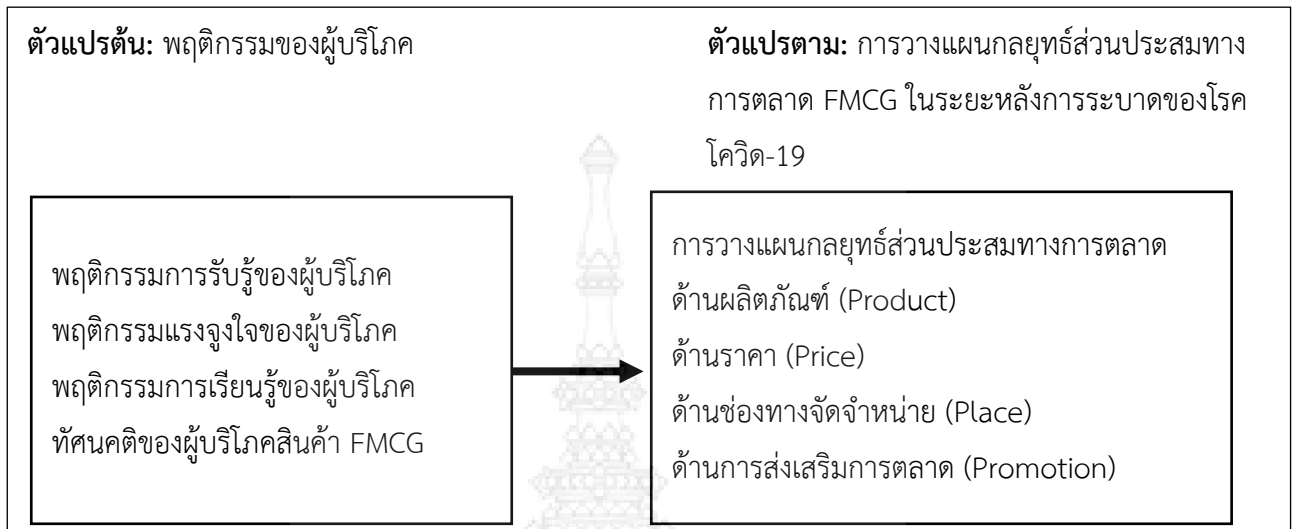 ตัวแปรต้น: พฤติกรรมของผู้บริโภค
ตัวแปรตาม: การวางแผนกลยุทธ์ส่วนประสมทาง
การตลาด FMCG ในระยะหลังการระบาดของโรค
โควิด-19
พฤติกรรมการรับรู้ของผู้บริโภค
พฤติกรรมแรงจูงใจของผู้บริโภค
พฤติกรรมการเรียนรู้ของผู้บริโภค
ทัศนคติของผู้บริโภคสินค้า FMCG
การวางแผนกลยุทธ์ส่วนประสมทางการตลาด
ด้านผลิตภัณฑ์ (Product)
ด้านราคา (Price)
ด้านช่องทางจัดจำหน่าย (Place)
ด้านการส่งเสริมการตลาด (Promotion)